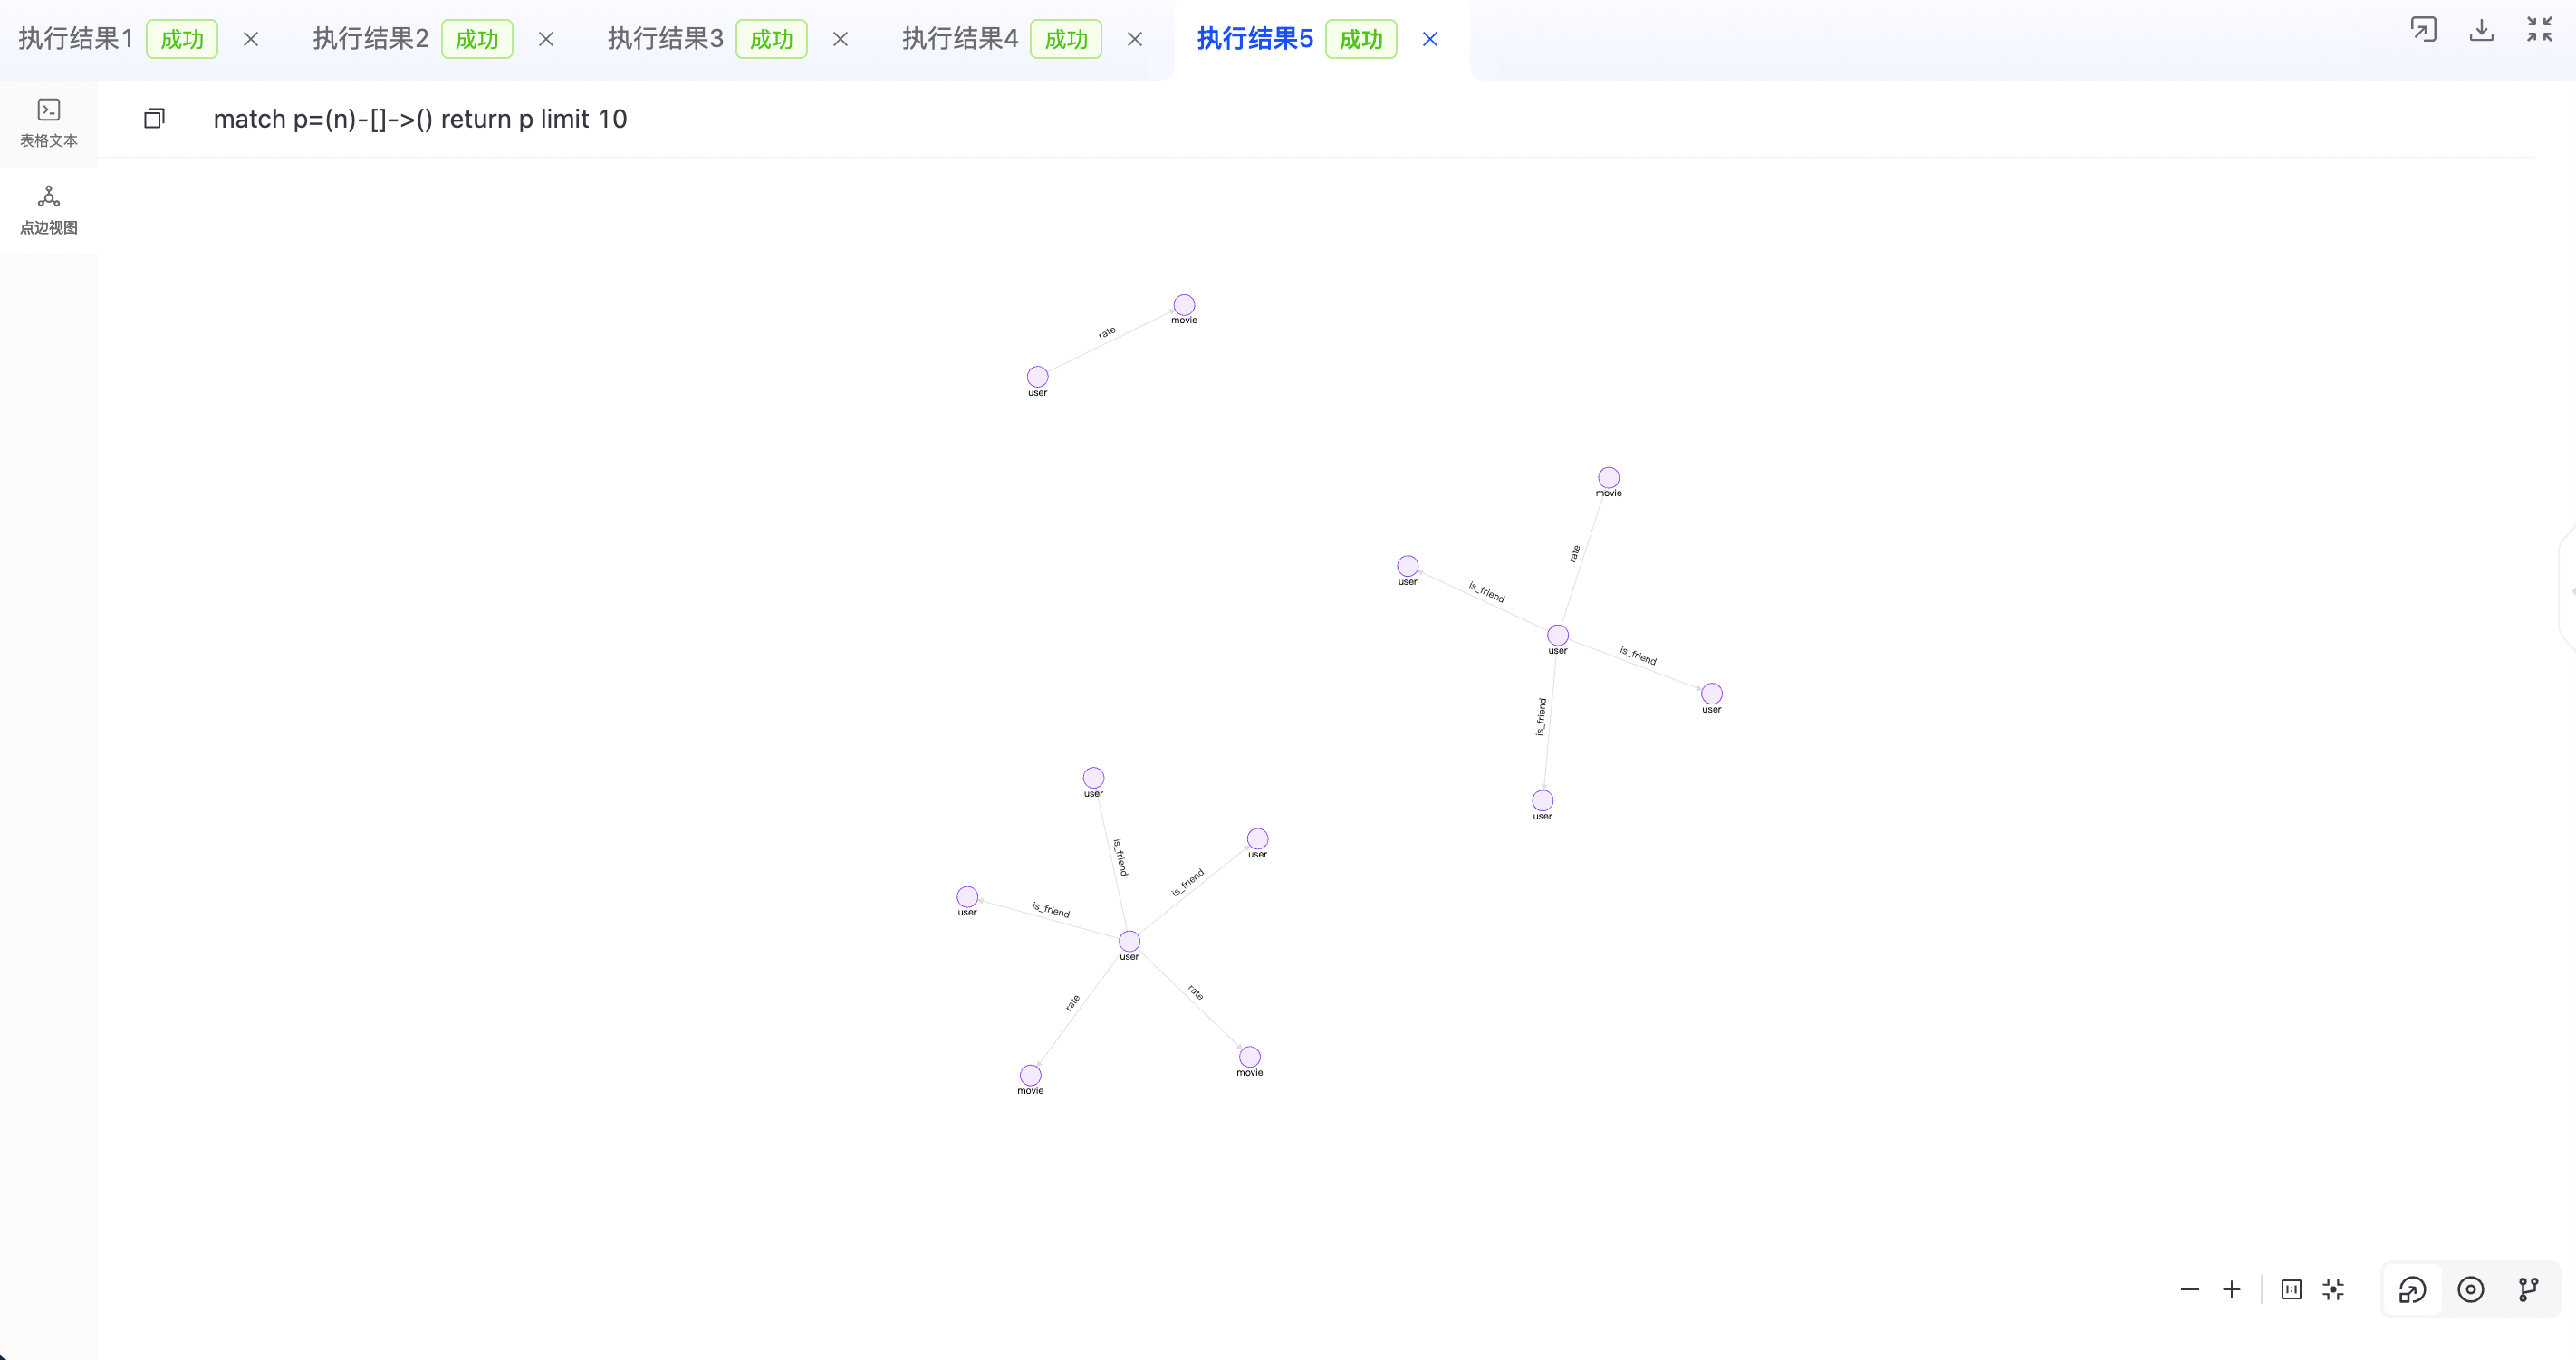 执行结果1 成功 执行结果2 成功 执行结果3 成功 执行结果4 成功 执行结果5 成功
表格文本
match p=(n)-[]->() return p limit 10
点边视图
movie
rate
user
movie
rate
user
is_friend
user
is_friend
user
is_friend
user
user
is_friend
user
is_friend
user
is_friend
user
rate
rate
movie
movie